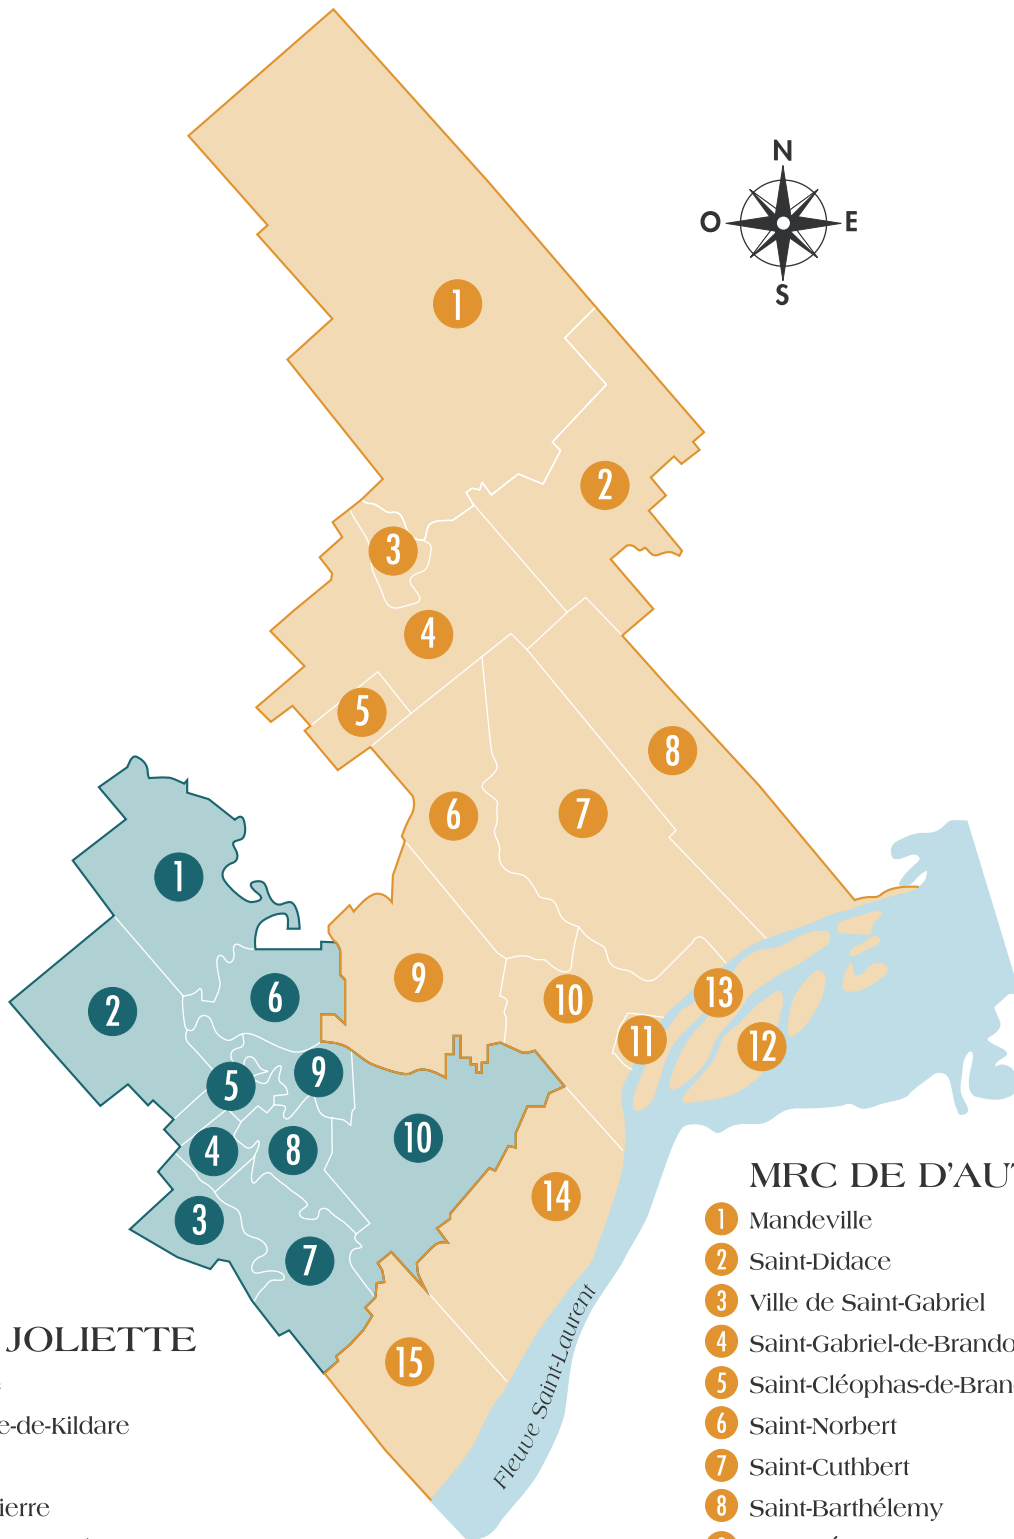 N
O E
S
1
2
3
4
5
6
7
8
9
10
11
12
13
14
15
1
2
3
4
5
6
7
8
9
10
Fleuve Saint-Laurent
JOLIETTE
e-de-Kildare
ierre
MRC DE D'AUT
1 Mandeville
2 Saint-Didace
3 Ville de Saint-Gabriel
4 Saint-Gabriel-de-Brando
5 Saint-Cléophas-de-Bran
6 Saint-Norbert
7 Saint-Cuthbert
8 Saint-Barthélemy